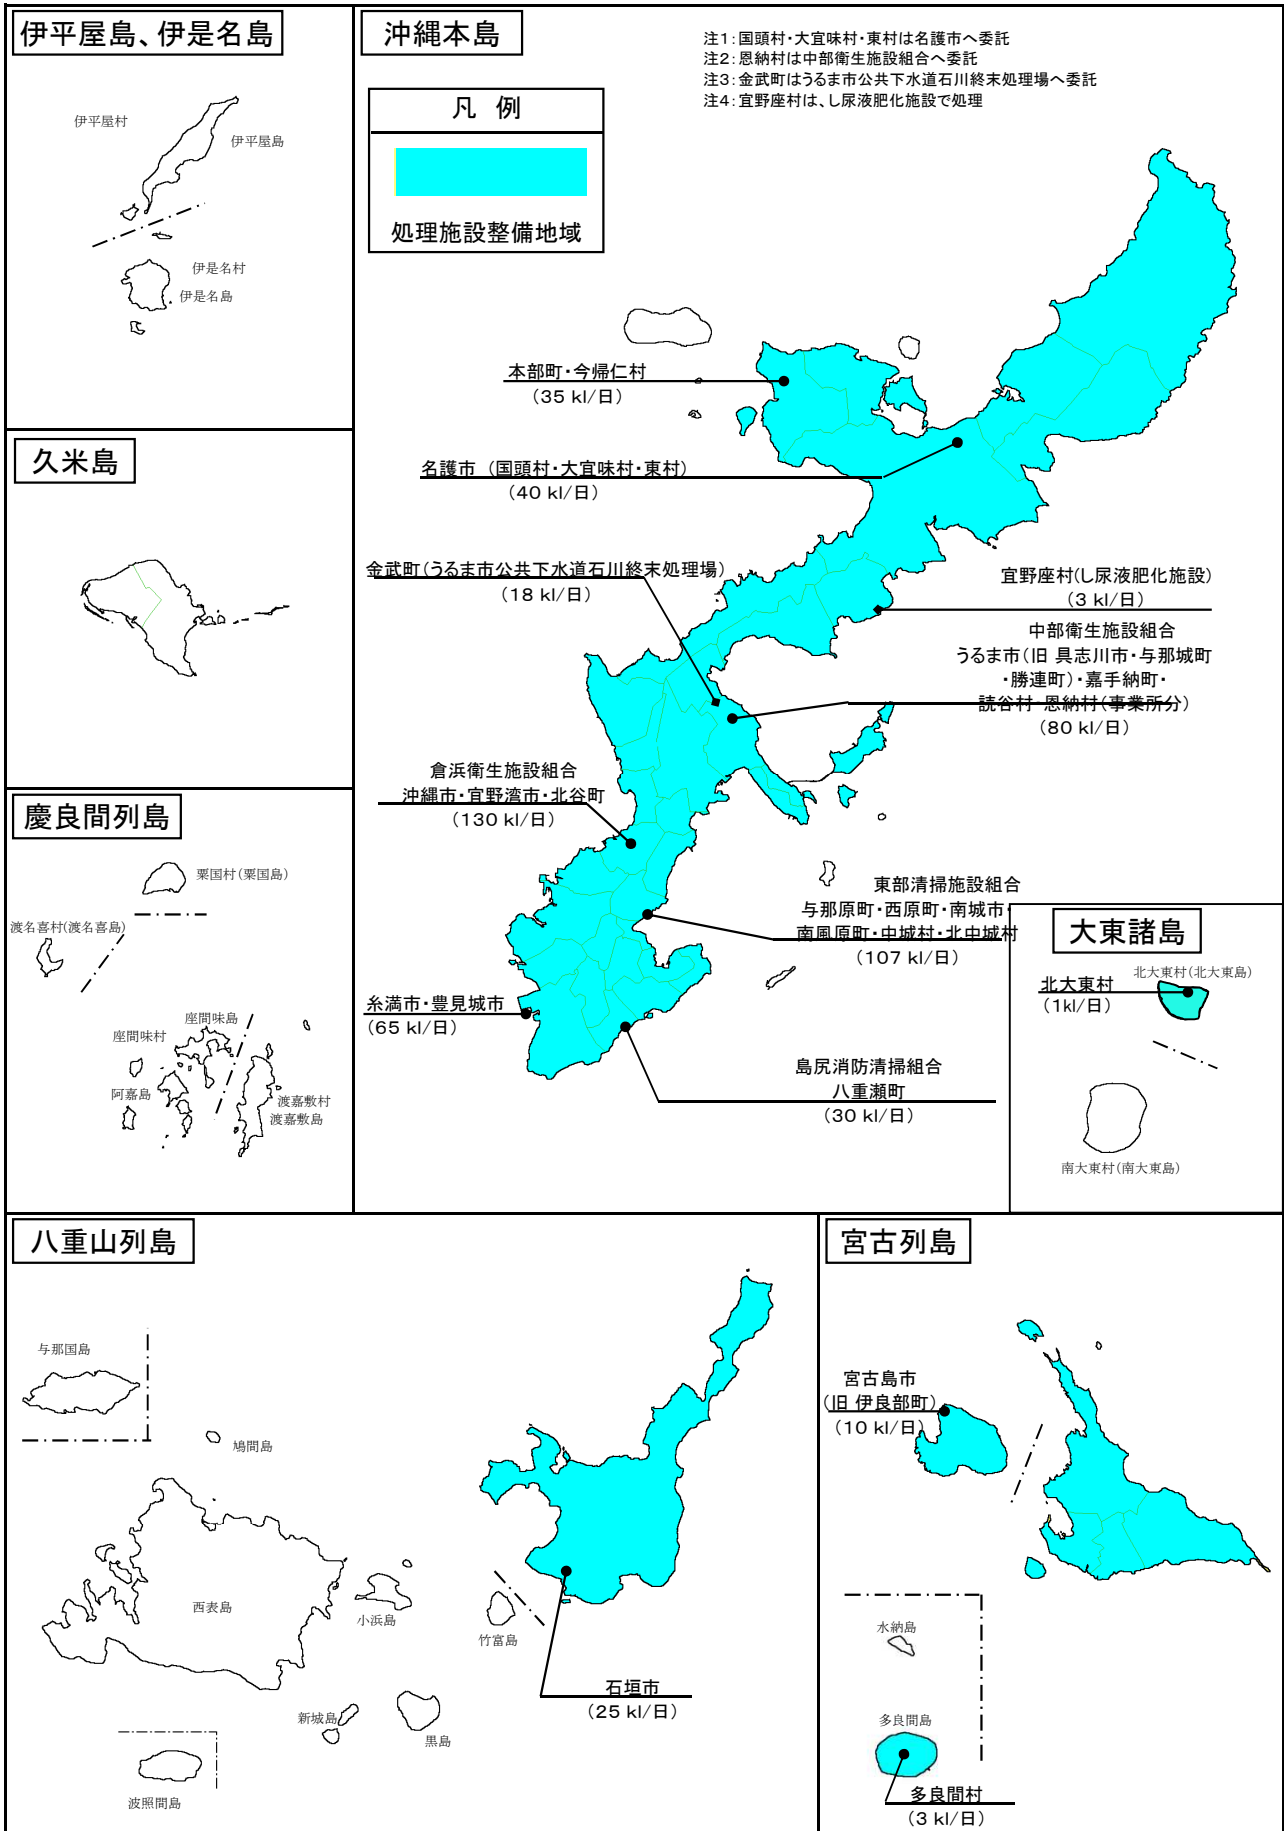 伊平屋島、伊是名島
伊平屋村
伊平屋島
伊是名村
伊是名島
久米島
慶良間列島
粟国村(粟国島)
渡名喜村(渡名喜島)
座間味島
座間味村
阿嘉島
渡嘉敷村
渡嘉敷島
沖縄本島
注1:国頭村・大宜味村・東村は名護市へ委託
注2:恩納村は中部衛生施設組合へ委託
注3:金武町はうるま市公共下水道石川終末処理場へ委託
注4:宜野座村は、し尿液肥化施設で処理
凡 例
処理施設整備地域
本部町・今帰仁村
(35 kl/日)
名護市 (国頭村・大宜味村・東村)
(40 kl/日)
金武町(うるま市公共下水道石川終末処理場)
(18 kl/日)
宜野座村(し尿液肥化施設)
(3 kl/日)
中部衛生施設組合
うるま市(旧 具志川市・与那城町
・勝連町)・嘉手納町・
読谷村・恩納村(事業所分)
(80 kl/日)
倉浜衛生施設組合
沖縄市・宜野湾市・北谷町
(130 kl/日)
東部清掃施設組合
与那原町・西原町・南城市・
南風原町・中城村・北中城村
(107 kl/日)
糸満市・豊見城市
(65 kl/日)
島尻消防清掃組合
八重瀬町
(30 kl/日)
大東諸島
北大東村(北大東島)
北大東村
(1kl/日)
南大東村(南大東島)
八重山列島
与那国島
鳩間島
西表島
小浜島
竹富島
新城島
黒島
波照間島
石垣市
(25 kl/日)
宮古列島
宮古島市
(旧 伊良部町)
(10 kl/日)
水納島
多良間島
多良間村
(3 kl/日)